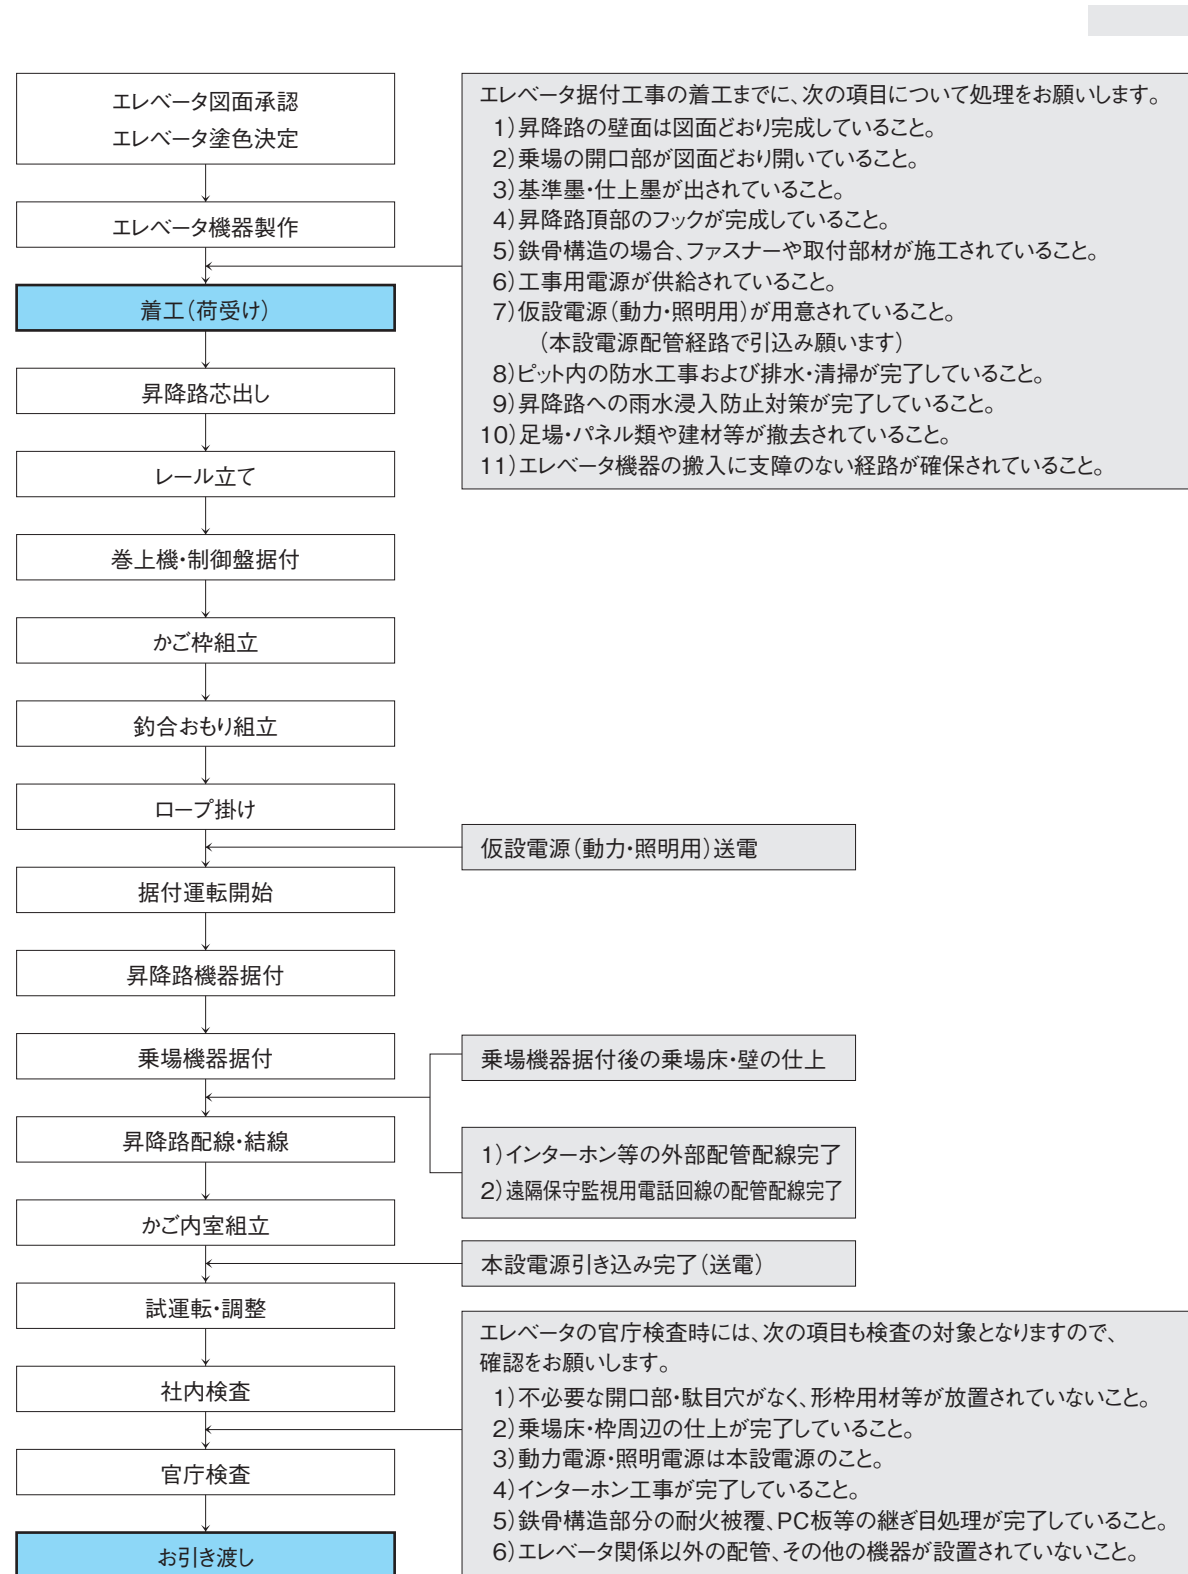 エレベータ図面承認
エレベータ塗色決定
エレベータ機器製作
エレベータ据付工事の着工までに、次の項目について処理をお願いします。
1)昇降路の壁面は図面どおり完成していること。
2)乗場の開口部が図面どおり開いていること。
3)基準墨・仕上墨が出されていること。
4)昇降路頂部のフックが完成していること。
5)鉄骨構造の場合、ファスナーや取付部材が施工されていること。
6)工事用電源が供給されていること。
7)仮設電源(動力・照明用)が用意されていること。
(本設電源配管経路で引込み願います)
8)ピット内の防水工事および排水・清掃が完了していること。
9)昇降路への雨水浸入防止対策が完了していること。
10)足場・パネル類や建材等が撤去されていること。
11)エレベータ機器の搬入に支障のない経路が確保されていること。
着工(荷受け)
昇降路芯出し
レール立て
巻上機・制御盤据付
かご枠組立
釣合おもり組立
ロープ掛け
仮設電源(動力・照明用)送電
据付運転開始
昇降路機器据付
乗場機器据付
乗場機器据付後の乗場床・壁の仕上
1)インターホン等の外部配管配線完了
2)遠隔保守監視用電話回線の配管配線完了
昇降路配線・結線
かご内室組立
本設電源引き込み完了(送電)
試運転・調整
社内検査
エレベータの官庁検査時には、次の項目も検査の対象となりますので、
確認をお願いします。
1)不必要な開口部・駄目穴がなく、形枠用材等が放置されていないこと。
2)乗場床・枠周辺の仕上が完了していること。
3)動力電源・照明電源は本設電源のこと。
4)インターホン工事が完了していること。
5)鉄骨構造部分の耐火被覆、PC板等の継ぎ目処理が完了していること。
6)エレベータ関係以外の配管、その他の機器が設置されていないこと。
官庁検査
お引き渡し